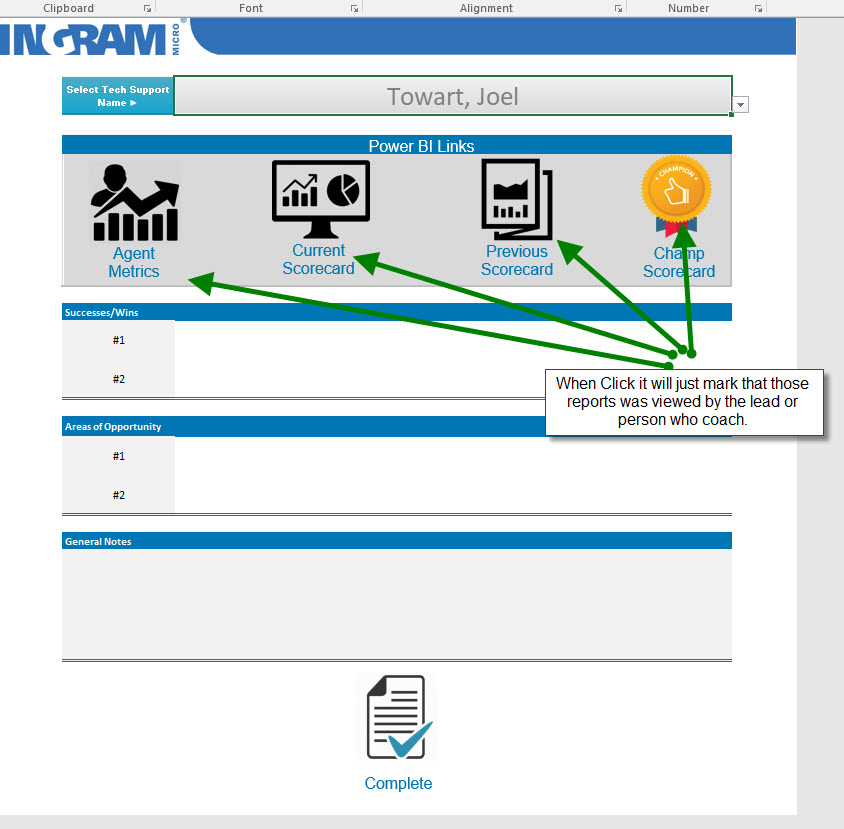 Clipboard
Font
Alignment
Number
INGRAM
MICRO
®
Select Tech Support
Name ►
Towart, Joel
Power BI Links
CHAMPION
Agent
Metrics
Current
Scorecard
Previous
Scorecard
Champ
Scorecard
Successes/Wins
#1
#2
When Click it will just mark that those
reports was viewed by the lead or
person who coach.
Areas of Opportunity
#1
#2
General Notes
Complete